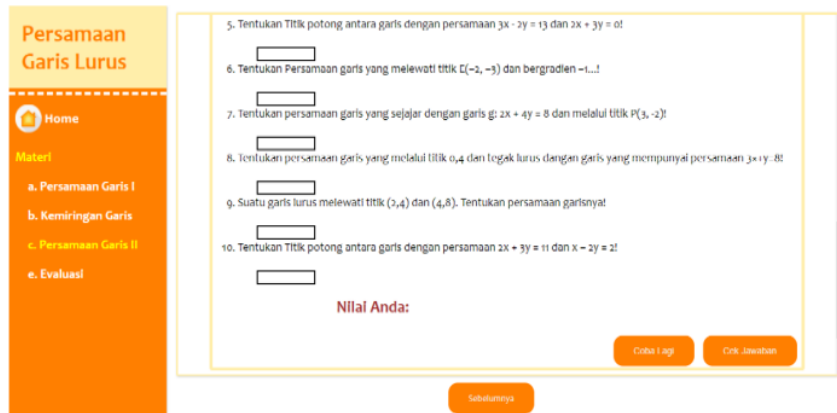 Persamaan
Garis Lurus
Home
Materi
a. Persamaan Garis I
b. Kemiringan Garis
c. Persamaan Garis II
e. Evaluasi
5. Tentukan Titik potong antara garis dengan persamaan 3x - 2y = 13 dan 2x + 3y = 0!
6. Tentukan Persamaan garis yang melewati titik E(−2, −3) dan bergradien −1...!
7. Tentukan persamaan garis yang sejajar dengan garis g: 2x + 4y = 8 dan melalui titik P(3, -2)!
8. Tentukan persamaan garis yang melalui titik 0,4 dan tegak lurus dangan garis yang mempunyai persamaan 3x+y=8!
9. Suatu garis lurus melewati titik (2,4) dan (4,8). Tentukan persamaan garisnya!
10. Tentukan Titik potong antara garis dengan persamaan 2x + 3y = 11 dan x − 2y = 2!
Nilai Anda:
Coba Lagi
Cek Jawaban
Sebelumnya